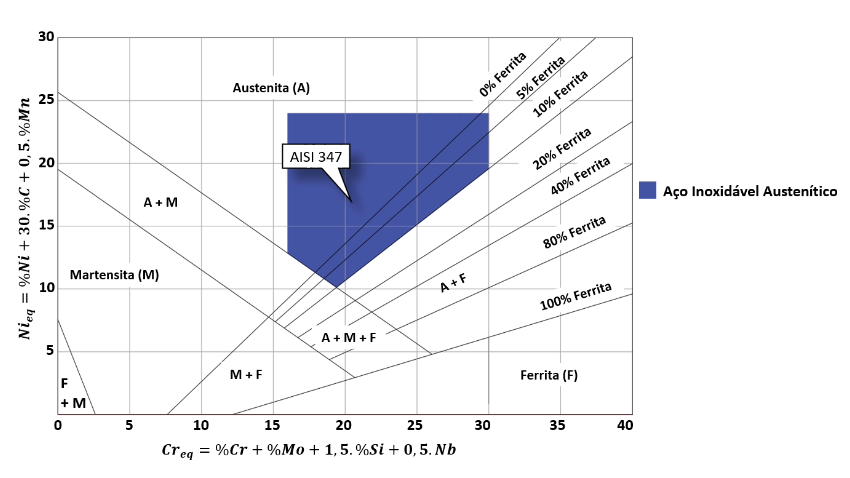 30
25
20
15
10
5
0
5
10
15
20
25
30
35
40
Ni_eq = %Ni + 30.%C + 0,5.%Mn
Cr_eq = %Cr + %Mo + 1,5.%Si + 0,5.Nb
Austenita (A)
0% Ferrita
5% Ferrita
10% Ferrita
20% Ferrita
40% Ferrita
80% Ferrita
100% Ferrita
AISI 347
A + M
Martensita (M)
A + F
A + M + F
M + F
Ferrita (F)
F
+ M
Aço Inoxidável Austenítico